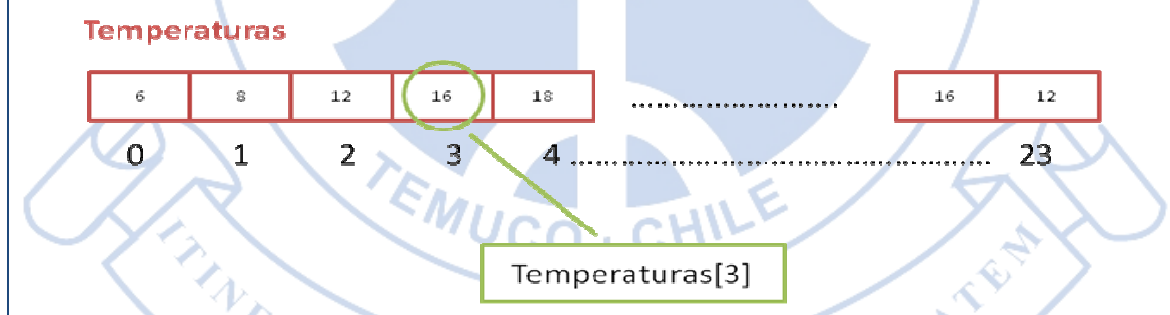 Temperaturas
6 8 12 16 18 ........................ 16 12
0 1 2 3 4 ................................................ 23
TEMUCO - CHILE
Temperaturas[3]